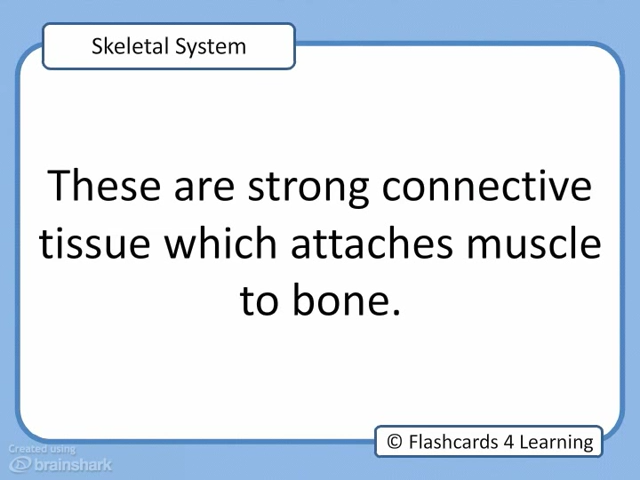 Skeletal System
These are strong connective
tissue which attaches muscle
to bone.
© Flashcards 4 Learning
Created using
brainshark